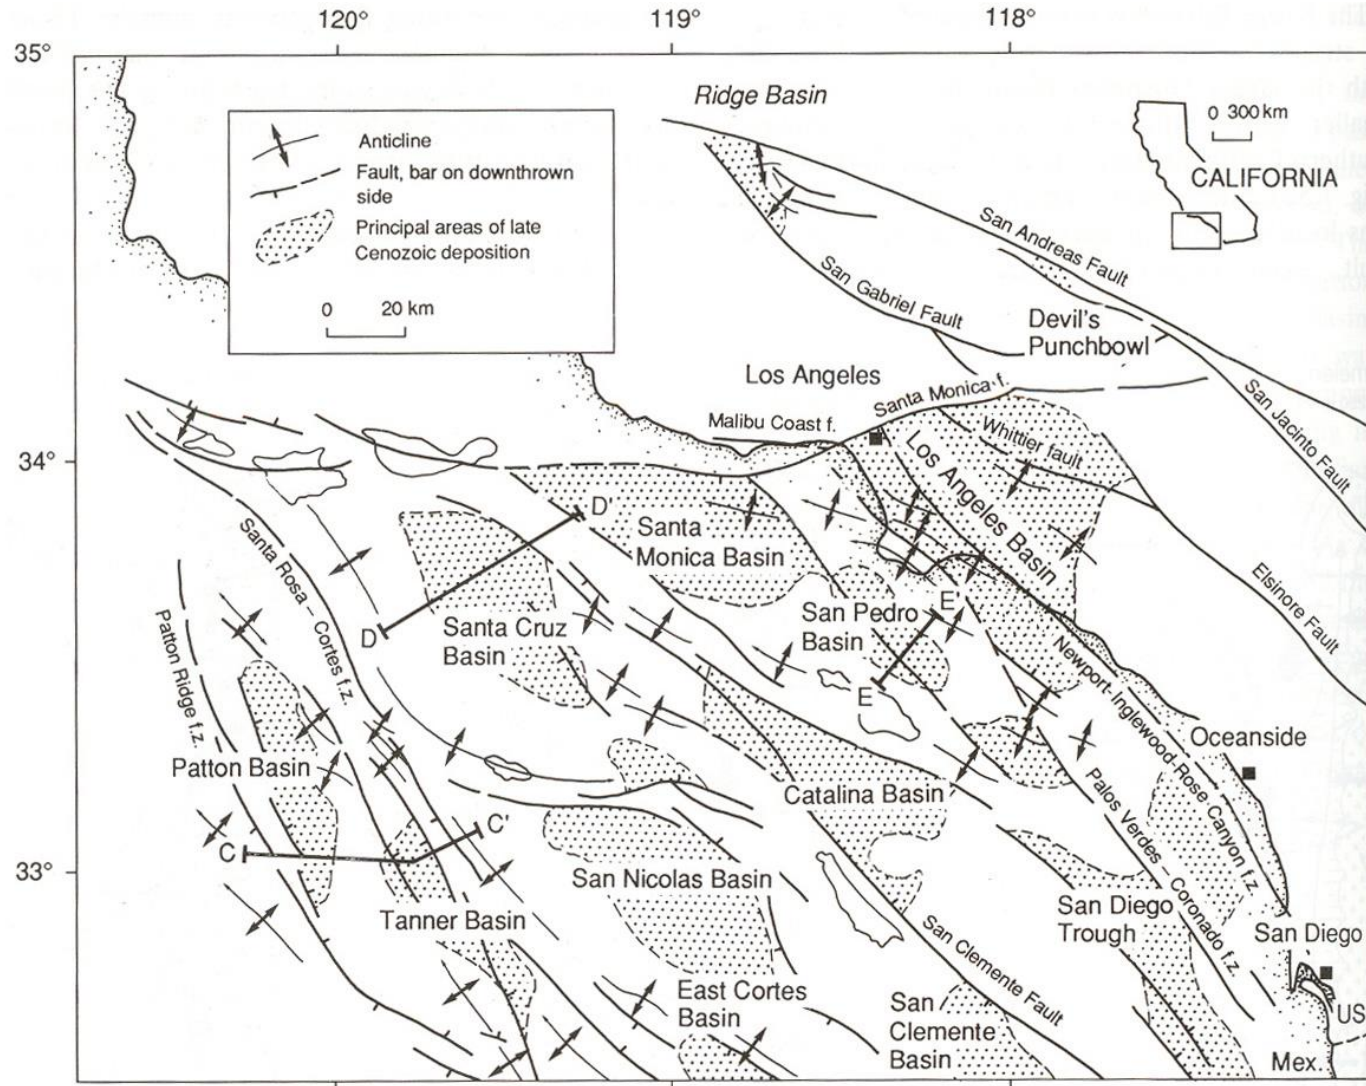 120°
119°
118°
35°
Ridge Basin
0 300 km
CALIFORNIA
Anticline
Fault, bar on downthrown
side
Principal areas of late
Cenozoic deposition
0 20 km
San Andreas Fault
San Gabriel Fault
Devil's
Punchbowl
Los Angeles
Santa Monica f.
Malibu Coast f.
San Jacinto Fault
Whittier fault
34°
Los Angeles Basin
D'
Santa
Monica Basin
Santa Rosa – Cortes f.z.
Elsinore Fault
Patton Ridge f.z.
D
Santa Cruz
Basin
San Pedro
Basin
E'
E
Newport-Inglewood-Rose Canyon f.z.
Oceanside
Patton Basin
Catalina Basin
Palos Verdes – Coronado f.z.
C'
C
33°
San Nicolas Basin
Tanner Basin
San Diego
Trough
San Diego
San Clemente Fault
East Cortes
Basin
San
Clemente
Basin
US
Mex.